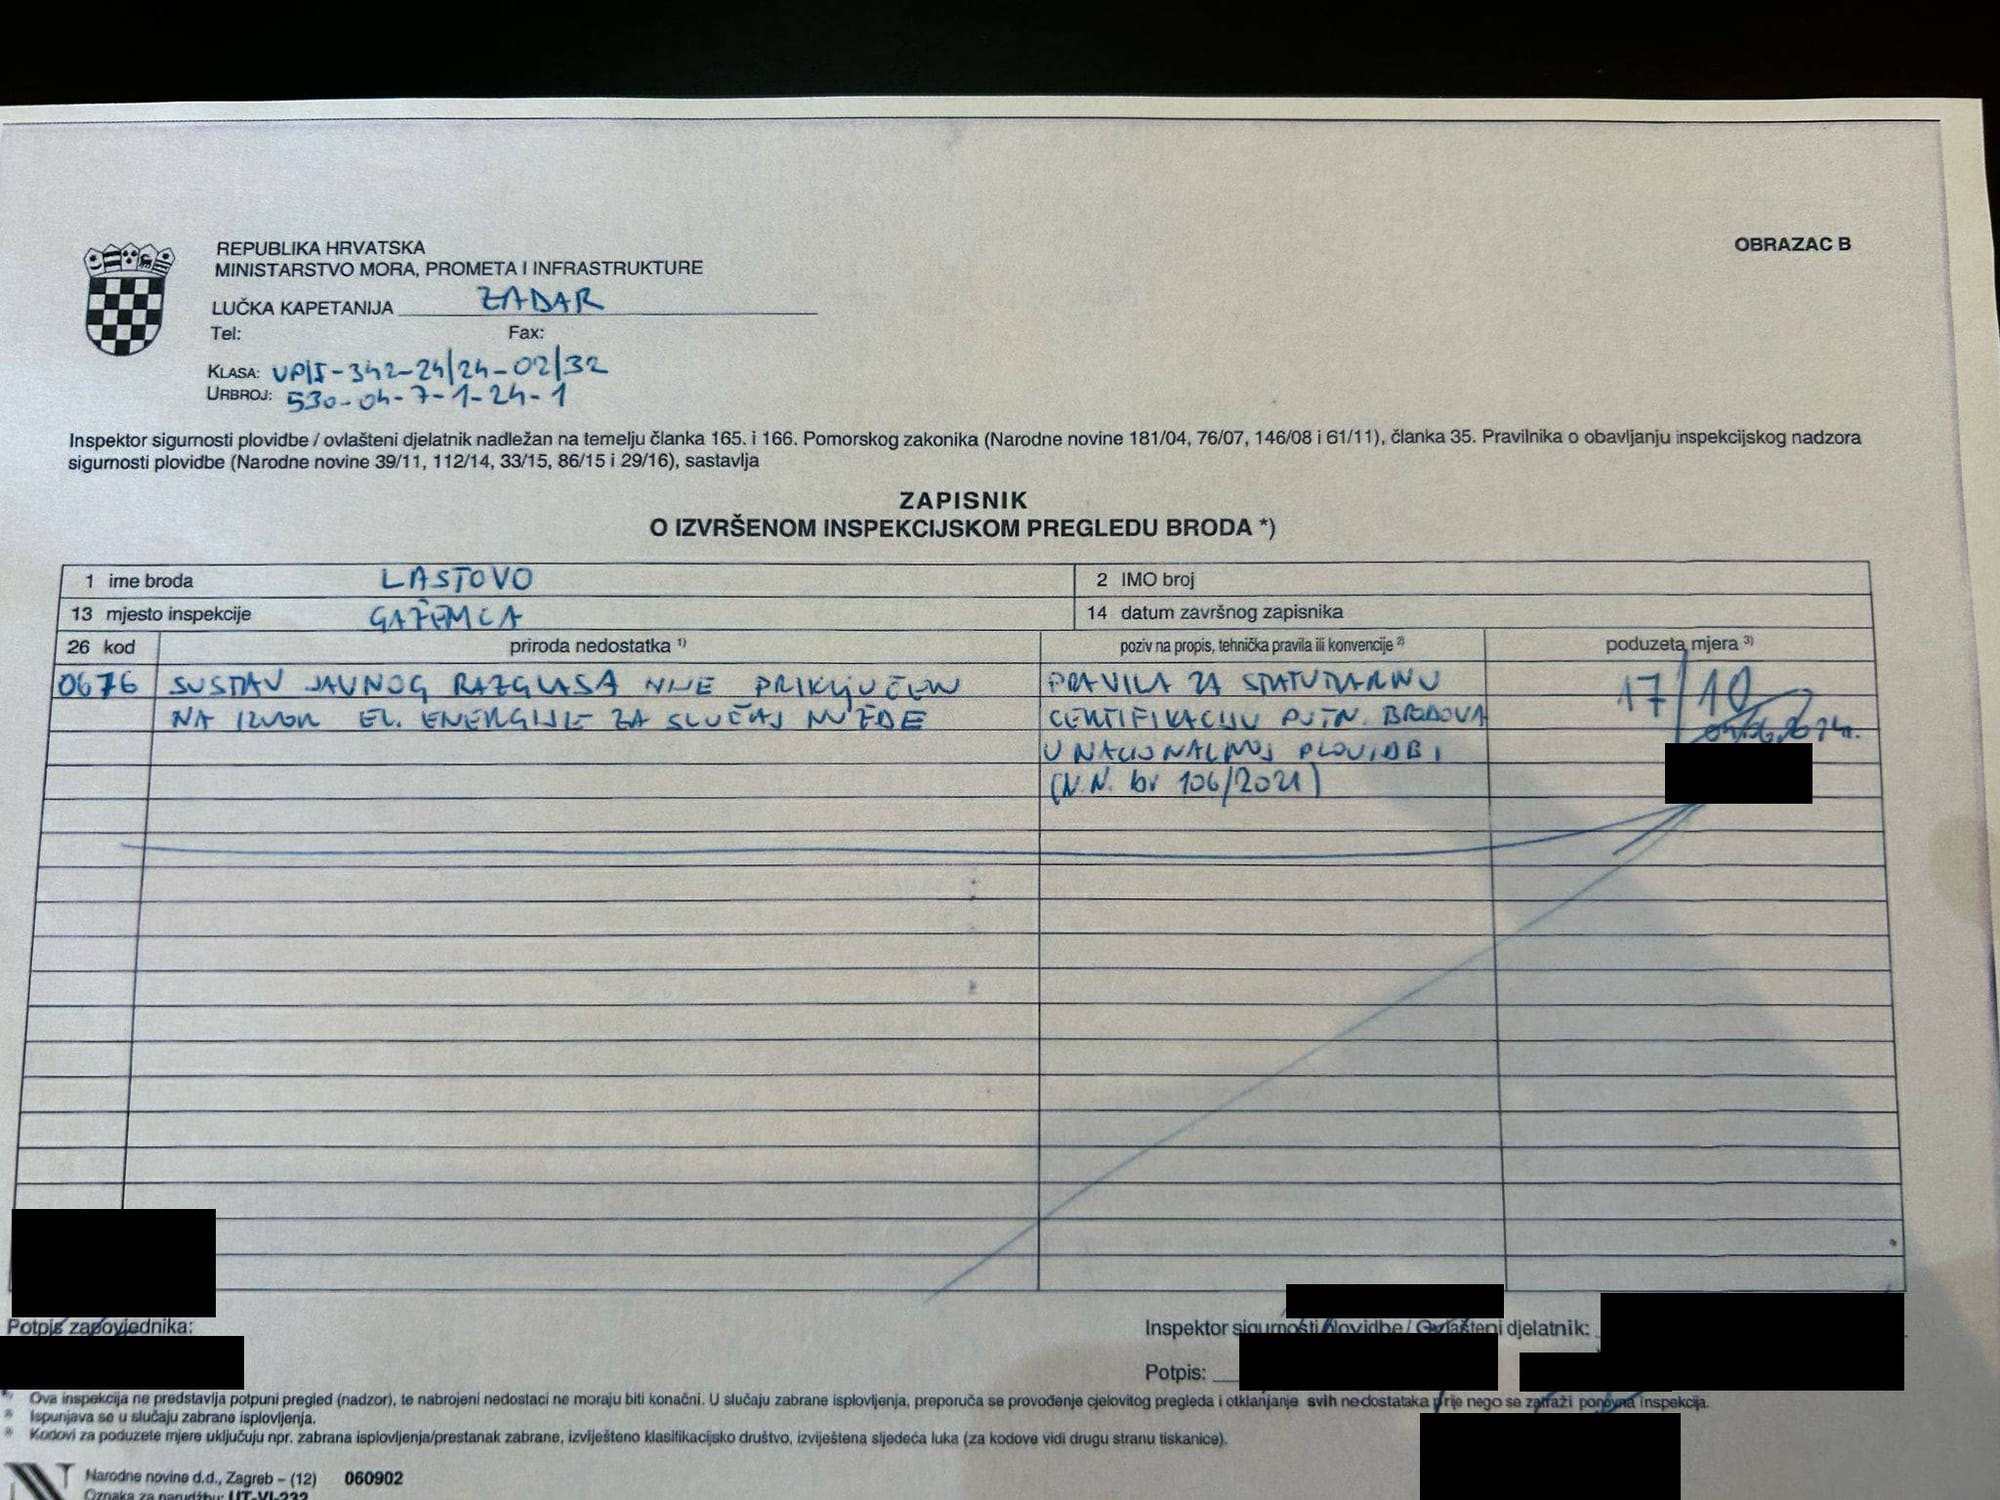 REPUBLIKA HRVATSKA
MINISTARSTVO MORA, PROMETA I INFRASTRUKTURE
OBRAZAC B
LUČKA KAPETANIJA ZADAR
Tel: Fax:
KLASA: UP/I-342-24/24-02/32
URBROJ: 530-04-7-1-24-1
Inspektor sigurnosti plovidbe / ovlašteni djelatnik nadležan na temelju članka 165. i 166. Pomorskog zakonika (Narodne novine 181/04, 76/07, 146/08 i 61/11), članka 35. Pravilnika o obavljanju inspekcijskog nadzora
sigurnosti plovidbe (Narodne novine 39/11, 112/14, 33/15, 86/15 i 29/16), sastavlja
ZAPISNIK
O IZVRŠENOM INSPEKCIJSKOM PREGLEDU BRODA *)
1 ime broda LASTOVO 2 IMO broj
13 mjesto inspekcije GAŽENICA 14 datum završnog zapisnika
26 kod priroda nedostatka 1) poziv na propis, tehnička pravila ili konvencije 2) poduzeta mjera 3)
0676 SUSTAV JAVNOG RAZGLASA NIJE PRIKLJUČEN PRAVILA ZA STATUTARNU 17/10
NA IZVOR EL. ENERGIJE ZA SLUČAJ NUŽDE CERTIFIKACIJU PUTN. BRODOVA
U NACIONALNOJ PLOVIDBI
(N.N. br 106/2021)
Potpis zapovjednika: Inspektor sigurnosti plovidbe / Ovlašteni djelatnik:
Potpis:
Ova inspekcija ne predstavlja potpuni pregled (nadzor), te nabrojeni nedostaci ne moraju biti konačni. U slučaju zabrane isplovljenja, preporuča se provođenje cjelovitog pregleda i otklanjanje svih nedostataka prije nego se zatraži ponovna inspekcija.
Ispunjava se u slučaju zabrane isplovljenja.
Kodovi za poduzete mjere uključuju npr. zabrana isplovljenja/prestanak zabrane, izviješteno klasifikacijsko društvo, izviještena sljedeća luka (za kodove vidi drugu stranu tiskanice).
Narodne novine d.d., Zagreb – (12) 060902
Oznaka za narudžbu: UT-VI-232